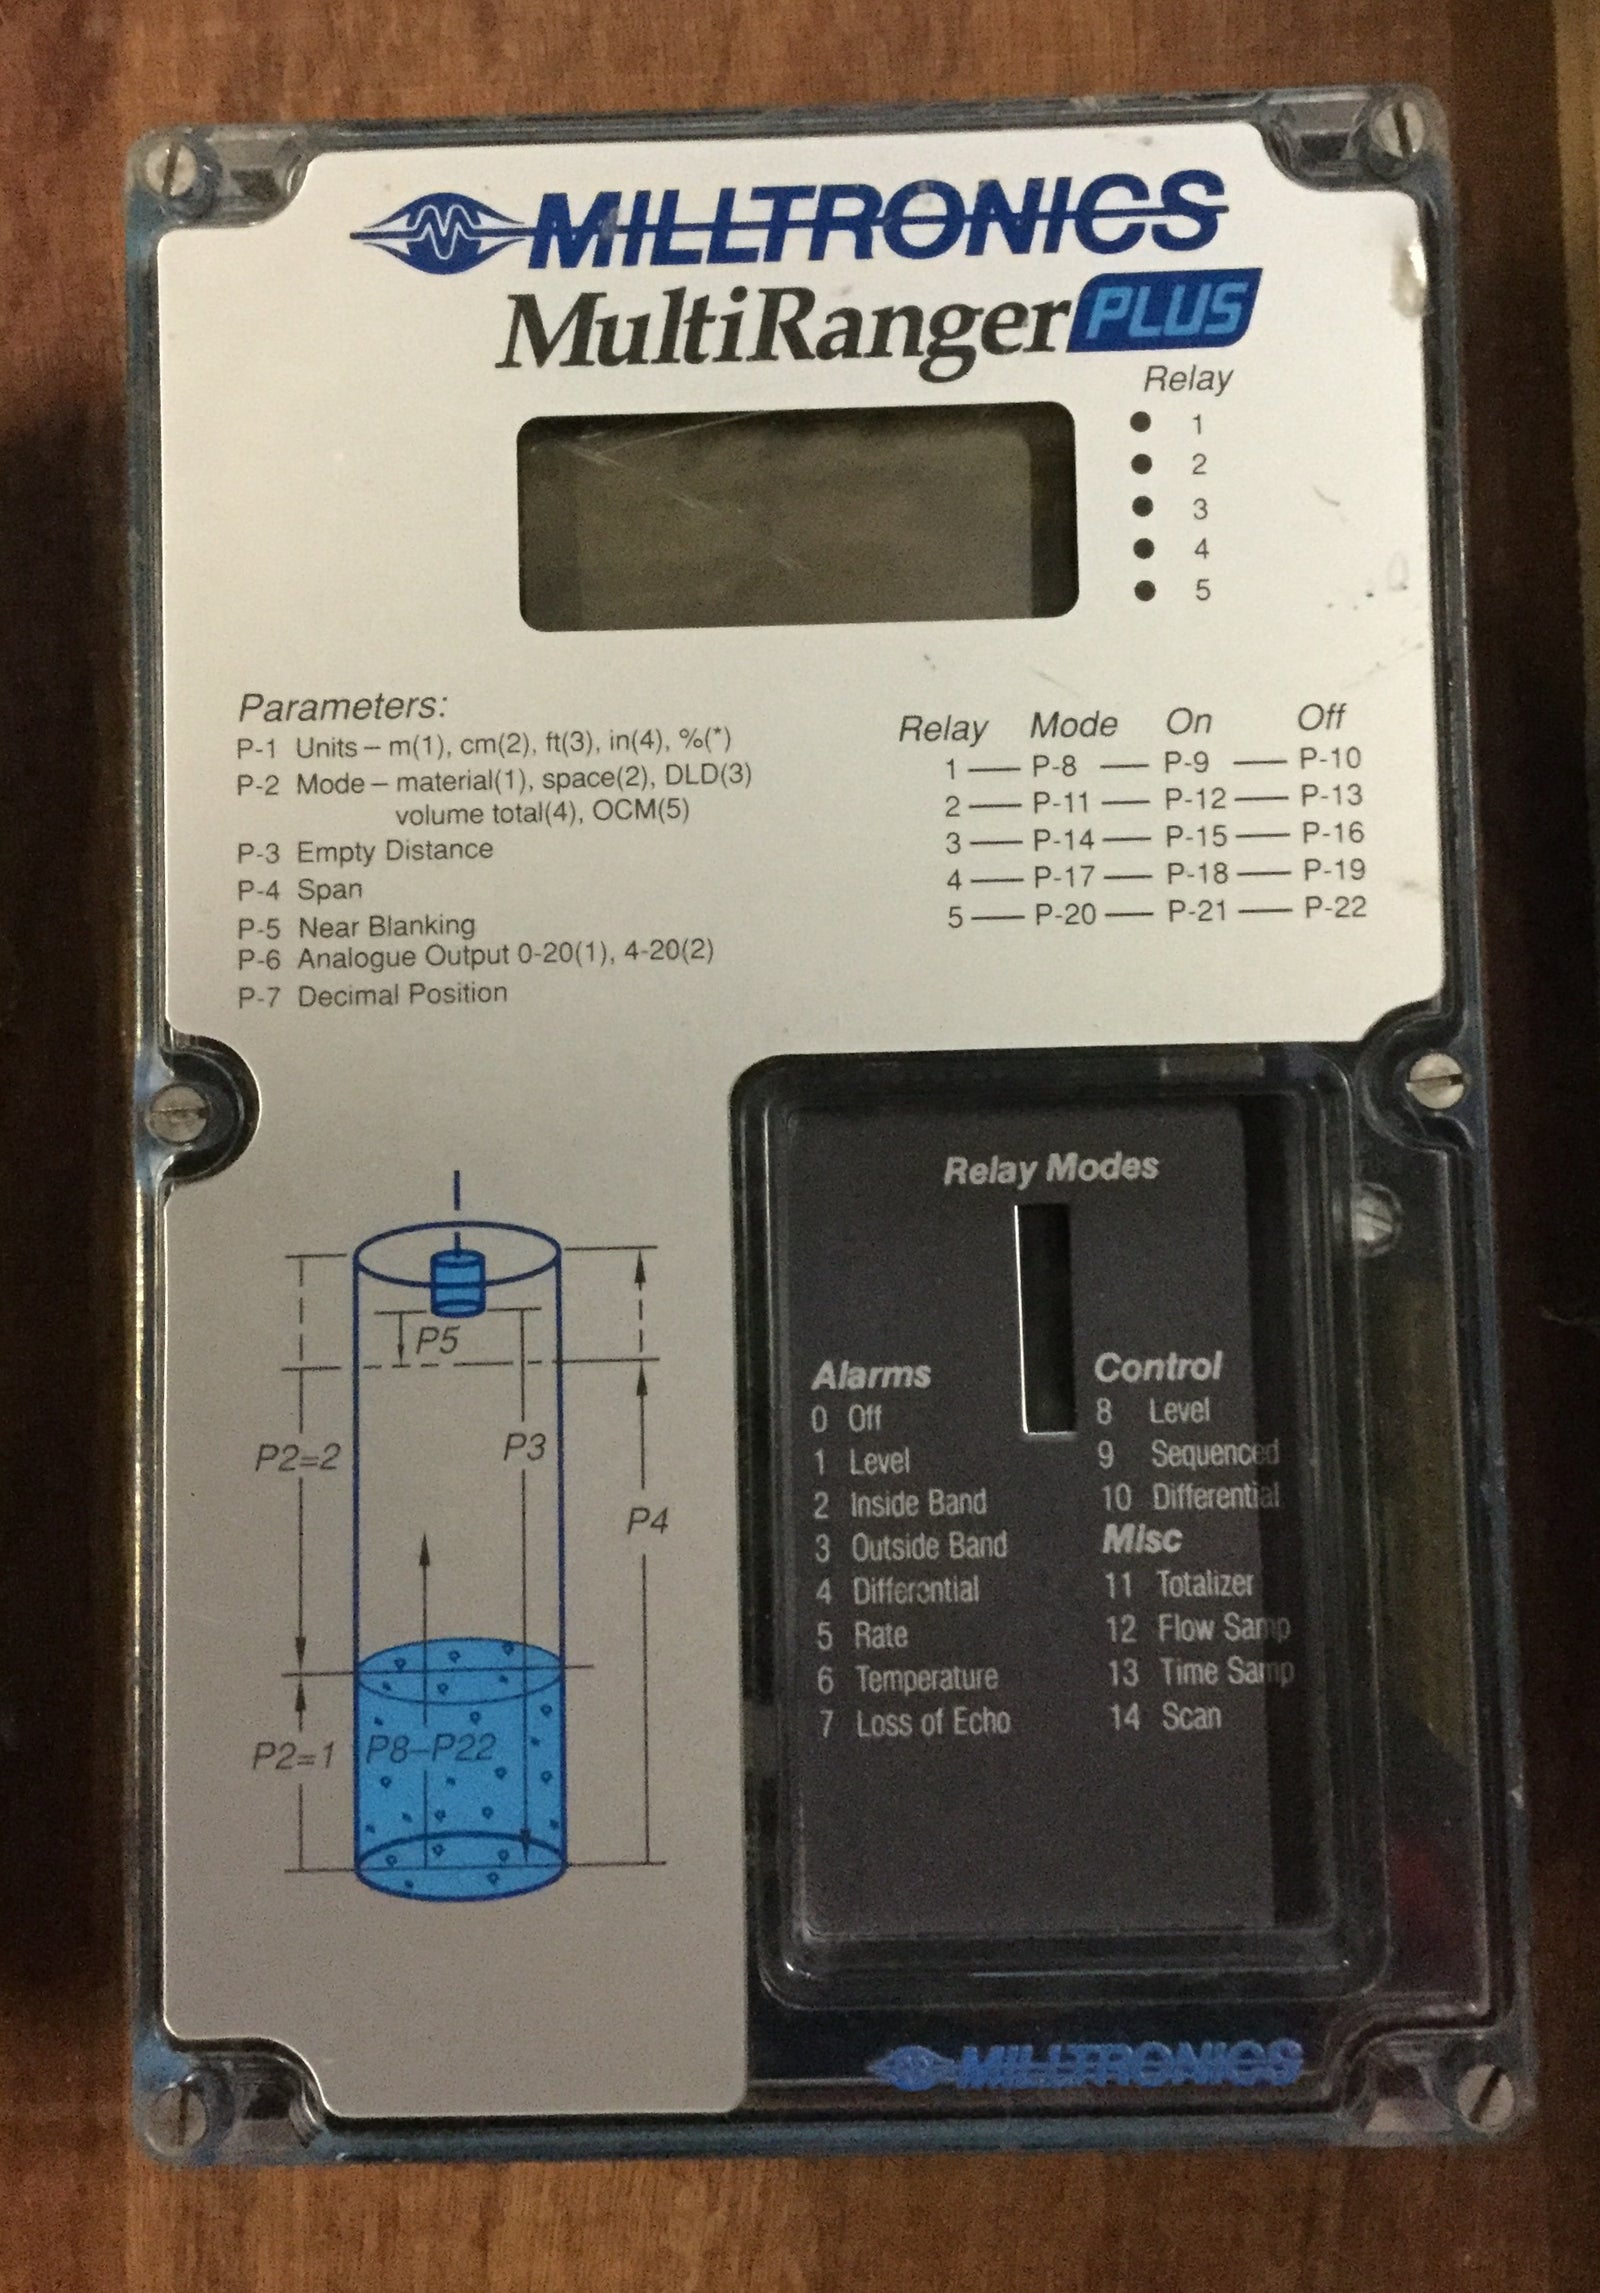 MILLTRONICS
MultiRanger PLUS
Relay
1
2
3
4
5
Parameters:
P-1 Units – m(1), cm(2), ft(3), in(4), %(*)
P-2 Mode – material(1), space(2), DLD(3)
volume total(4), OCM(5)
P-3 Empty Distance
P-4 Span
P-5 Near Blanking
P-6 Analogue Output 0-20(1), 4-20(2)
P-7 Decimal Position
Relay Mode On Off
1 — P-8 — P-9 — P-10
2 — P-11 — P-12 — P-13
3 — P-14 — P-15 — P-16
4 — P-17 — P-18 — P-19
5 — P-20 — P-21 — P-22
P5
P2=2
P3
P4
P2=1
P8–P22
Relay Modes
Alarms
0 Off
1 Level
2 Inside Band
3 Outside Band
4 Differential
5 Rate
6 Temperature
7 Loss of Echo
Control
8 Level
9 Sequenced
10 Differential
Misc
11 Totalizer
12 Flow Samp
13 Time Samp
14 Scan
MILLTRONICS